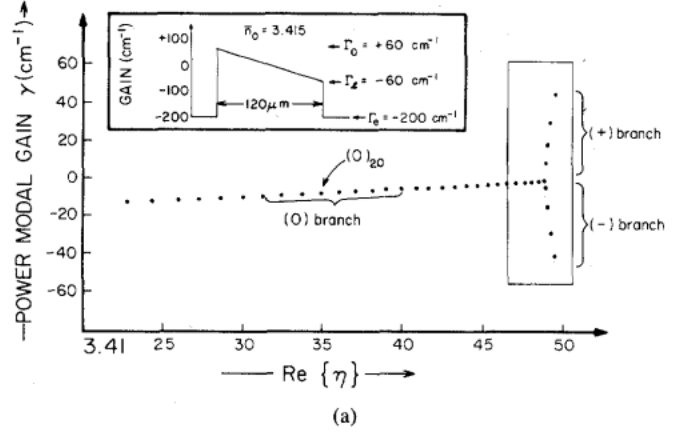 POWER MODAL GAIN γ(cm⁻¹)
60
40
20
0
-20
-40
-60
GAIN (cm⁻¹)
+100
0
-100
-200
n̄₀ = 3.415
Γ₀ = +60 cm⁻¹
Γℓ = -60 cm⁻¹
Γₑ = -200 cm⁻¹
120μm
(0)₂₀
(0) branch
(+) branch
(-) branch
3.41 25 30 35 40 45 50
Re {η}
(a)